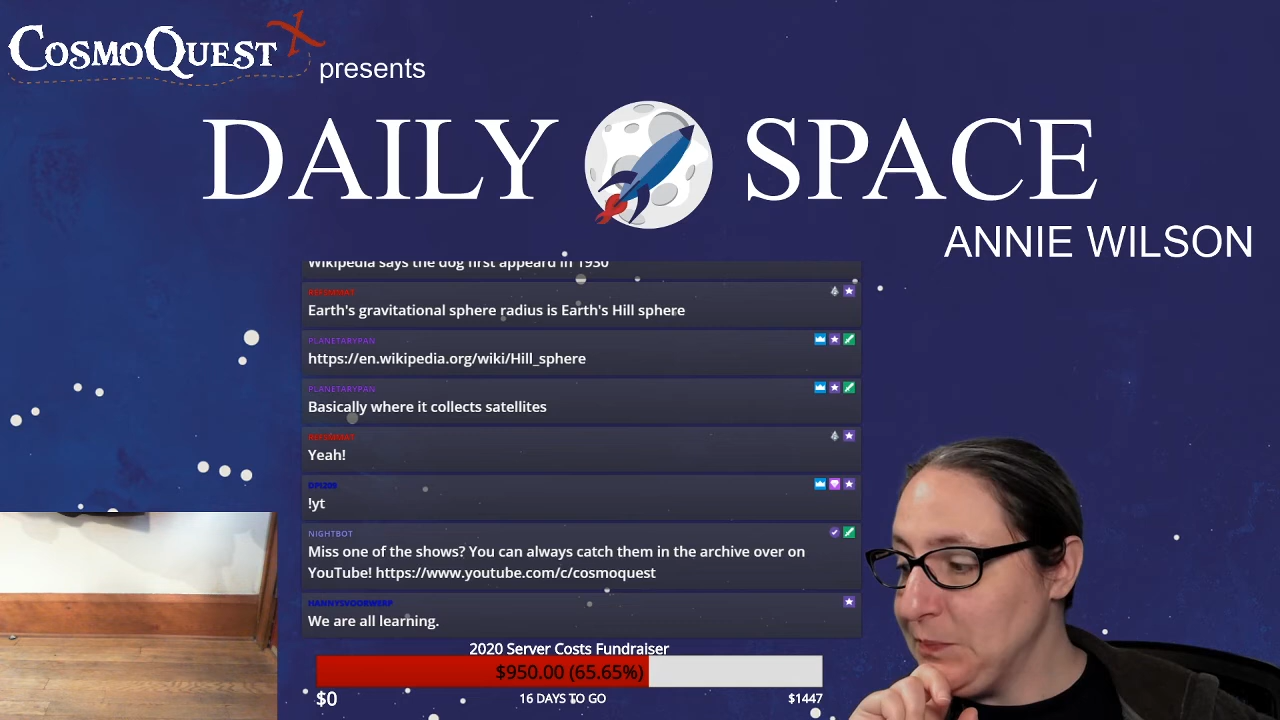 COSMOQUEST X
presents
DAILY SPACE
ANNIE WILSON
Wikipedia says the dog first appeard in 1930
REFSMMAT
Earth's gravitational sphere radius is Earth's Hill sphere
PLANETARYPAN
https://en.wikipedia.org/wiki/Hill_sphere
PLANETARYPAN
Basically where it collects satellites
REFSMMAT
Yeah!
DPI209
!yt
NIGHTBOT
Miss one of the shows? You can always catch them in the archive over on
YouTube! https://www.youtube.com/c/cosmoquest
HANNYSVOORWERP
We are all learning.
2020 Server Costs Fundraiser
$950.00 (65.65%)
$0
16 DAYS TO GO
$1447